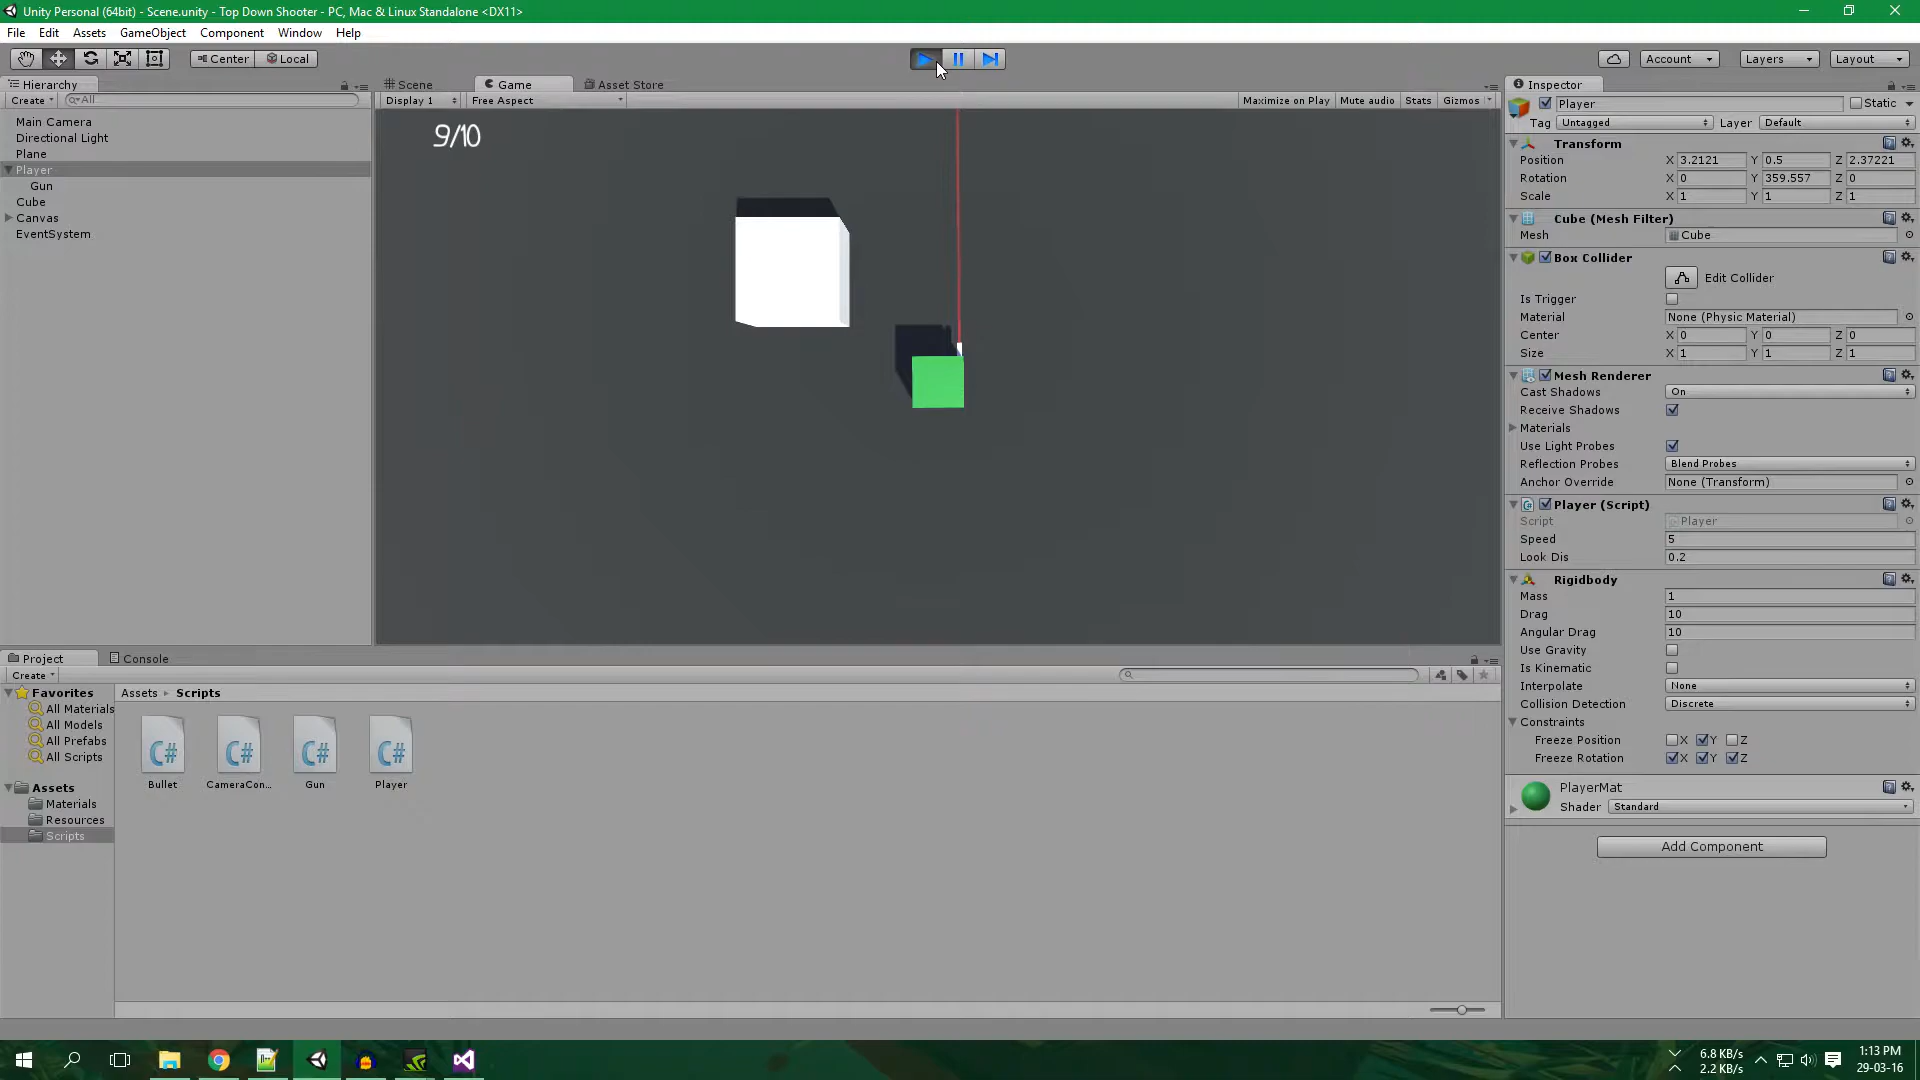 Unity Personal (64bit) - Scene.unity - Top Down Shooter - PC, Mac & Linux Standalone <DX11>
File Edit Assets GameObject Component Window Help
Center Local Account Layers Layout
Hierarchy
Create All
Main Camera
Directional Light
Plane
Player
Gun
Cube
Canvas
EventSystem
Scene Game Asset Store
Display 1 Free Aspect Maximize on Play Mute audio Stats Gizmos
9/10
Inspector
Player Static
Tag Untagged Layer Default
Transform
Position X 3.2121 Y 0.5 Z 2.37221
Rotation X 0 Y 359.557 Z 0
Scale X 1 Y 1 Z 1
Cube (Mesh Filter)
Mesh Cube
Box Collider
Edit Collider
Is Trigger
Material None (Physic Material)
Center X 0 Y 0 Z 0
Size X 1 Y 1 Z 1
Mesh Renderer
Cast Shadows On
Receive Shadows
Materials
Use Light Probes
Reflection Probes Blend Probes
Anchor Override None (Transform)
Player (Script)
Script Player
Speed 5
Look Dis 0.2
Rigidbody
Mass 1
Drag 10
Angular Drag 10
Use Gravity
Is Kinematic
Interpolate None
Collision Detection Discrete
Constraints
Freeze Position X Y Z
Freeze Rotation X Y Z
PlayerMat
Shader Standard
Add Component
Project Console
Create
Favorites
All Materials
All Models
All Prefabs
All Scripts
Assets
Materials
Resources
Scripts
Assets Scripts
C# C# C# C#
Bullet CameraCon... Gun Player
6.8 KB/s
2.2 KB/s
1:13 PM
29-03-16